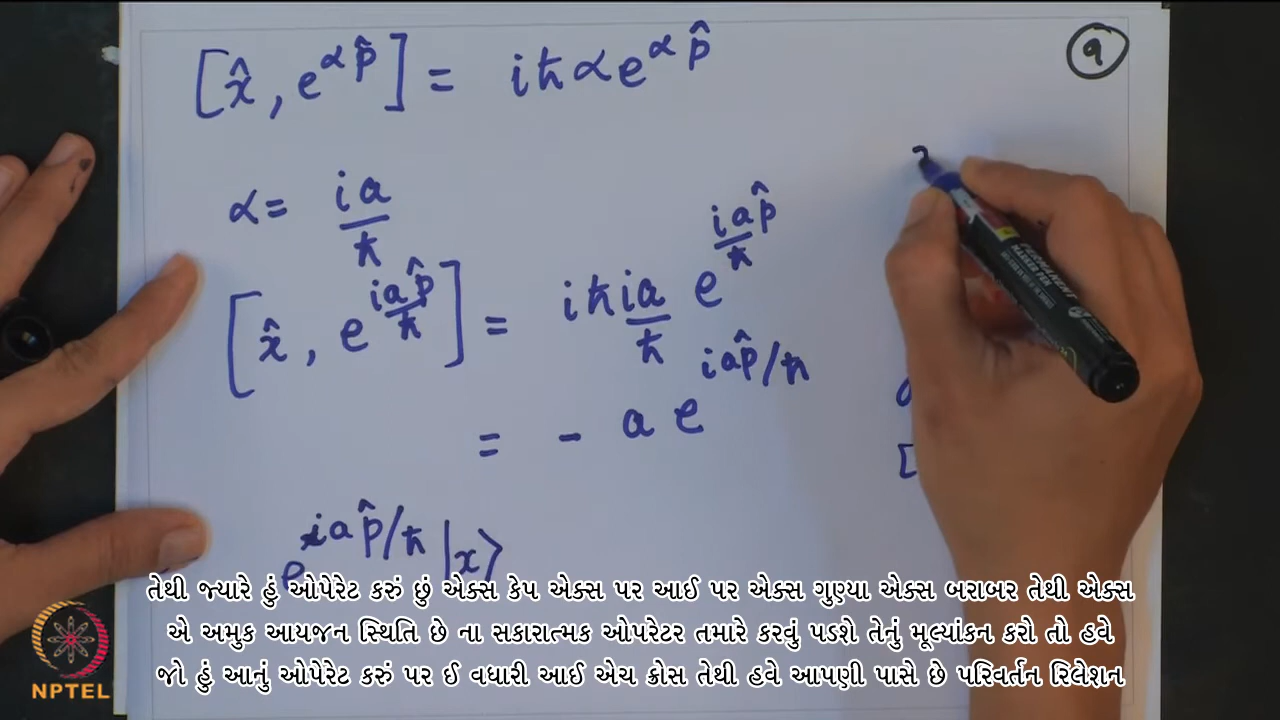 [x̂, e^{αp̂}] = iℏαe^{αp̂}
9
α = ia/ℏ
[x̂, e^{iap̂/ℏ}] = iℏ ia/ℏ e^{iap̂/ℏ}
= - a e^{iap̂/ℏ}
[
e^{iap̂/ℏ} |x⟩
તેથી જ્યારે હું ઓપેરેટ કરું છું એક્સ કેપ એક્સ પર આઈ પર એક્સ ગુણ્યા એક્સ બરાબર તેથી એક્સ
એ અમુક આયજન સ્થિતિ છે ના સકારાત્મક ઓપરેટર તમારે કરવું પડશે તેનું મૂલ્યાંકન કરો તો હવે
જો હું આનું ઓપેરેટ કરું પર ઈ વધારી આઈ એચ ક્રોસ તેથી હવે આપણી પાસે છે પરિવર્તન રિલેશન
NPTEL